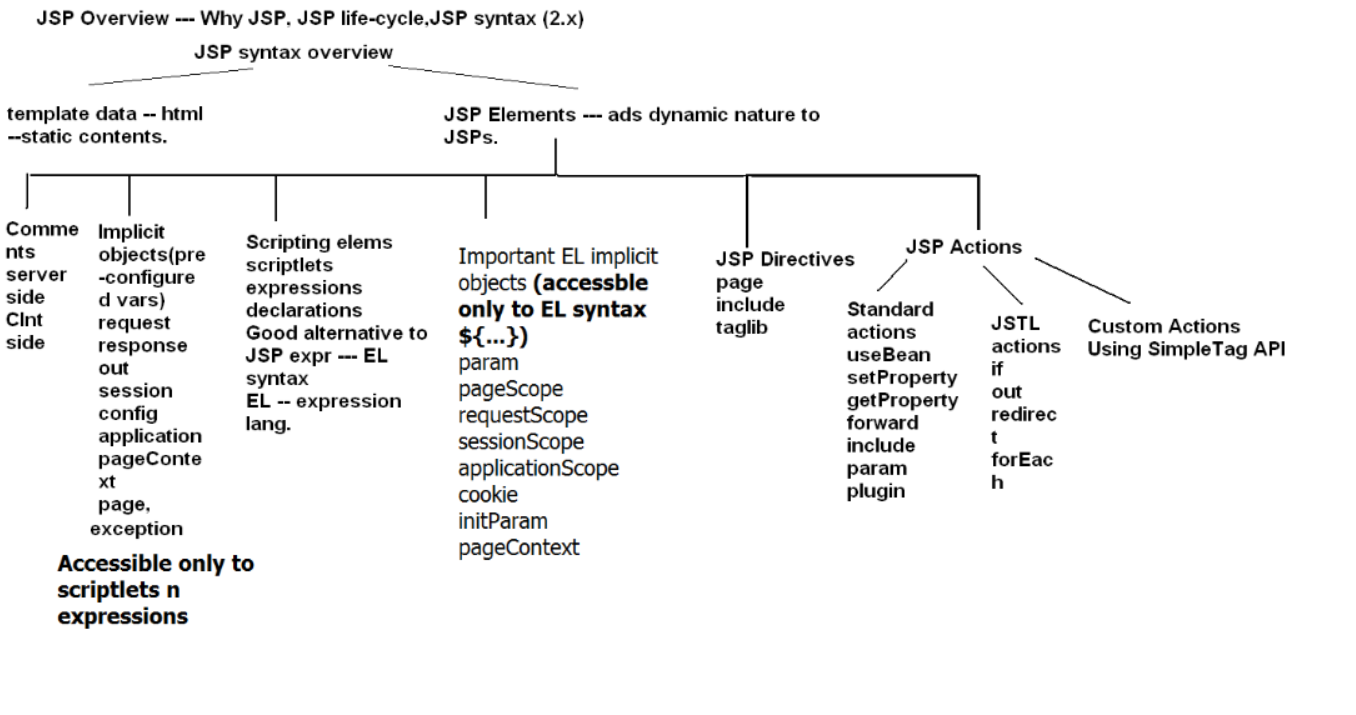 JSP Overview --- Why JSP, JSP life-cycle,JSP syntax (2.x)
JSP syntax overview
template data -- html
--static contents.
JSP Elements --- ads dynamic nature to
JSPs.
Comme
nts
server
side
Clnt
side
Implicit
objects(pre
-configure
d vars)
request
response
out
session
config
application
pageConte
xt
page,
exception
Accessible only to
scriptlets n
expressions
Scripting elems
scriptlets
expressions
declarations
Good alternative to
JSP expr --- EL
syntax
EL -- expression
lang.
Important EL implicit
objects (accessble
only to EL syntax
${...})
param
pageScope
requestScope
sessionScope
applicationScope
cookie
initParam
pageContext
JSP Directives
page
include
taglib
JSP Actions
Standard
actions
useBean
setProperty
getProperty
forward
include
param
plugin
JSTL
actions
if
out
redirec
t
forEac
h
Custom Actions
Using SimpleTag API